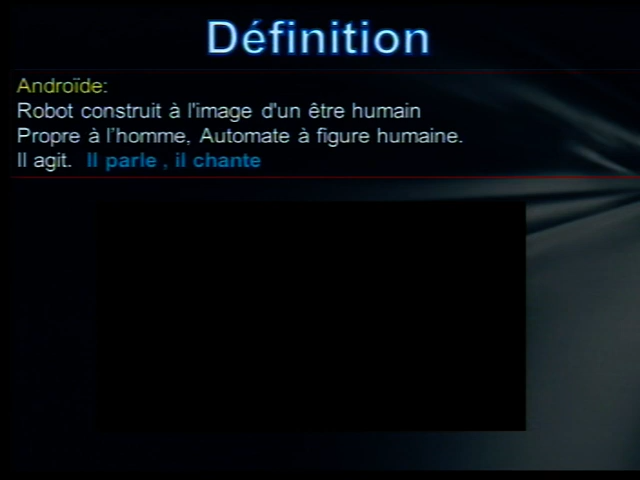 Définition
Androïde:
Robot construit à l'image d'un être humain
Propre à l’homme, Automate à figure humaine.
Il agit. Il parle , il chante